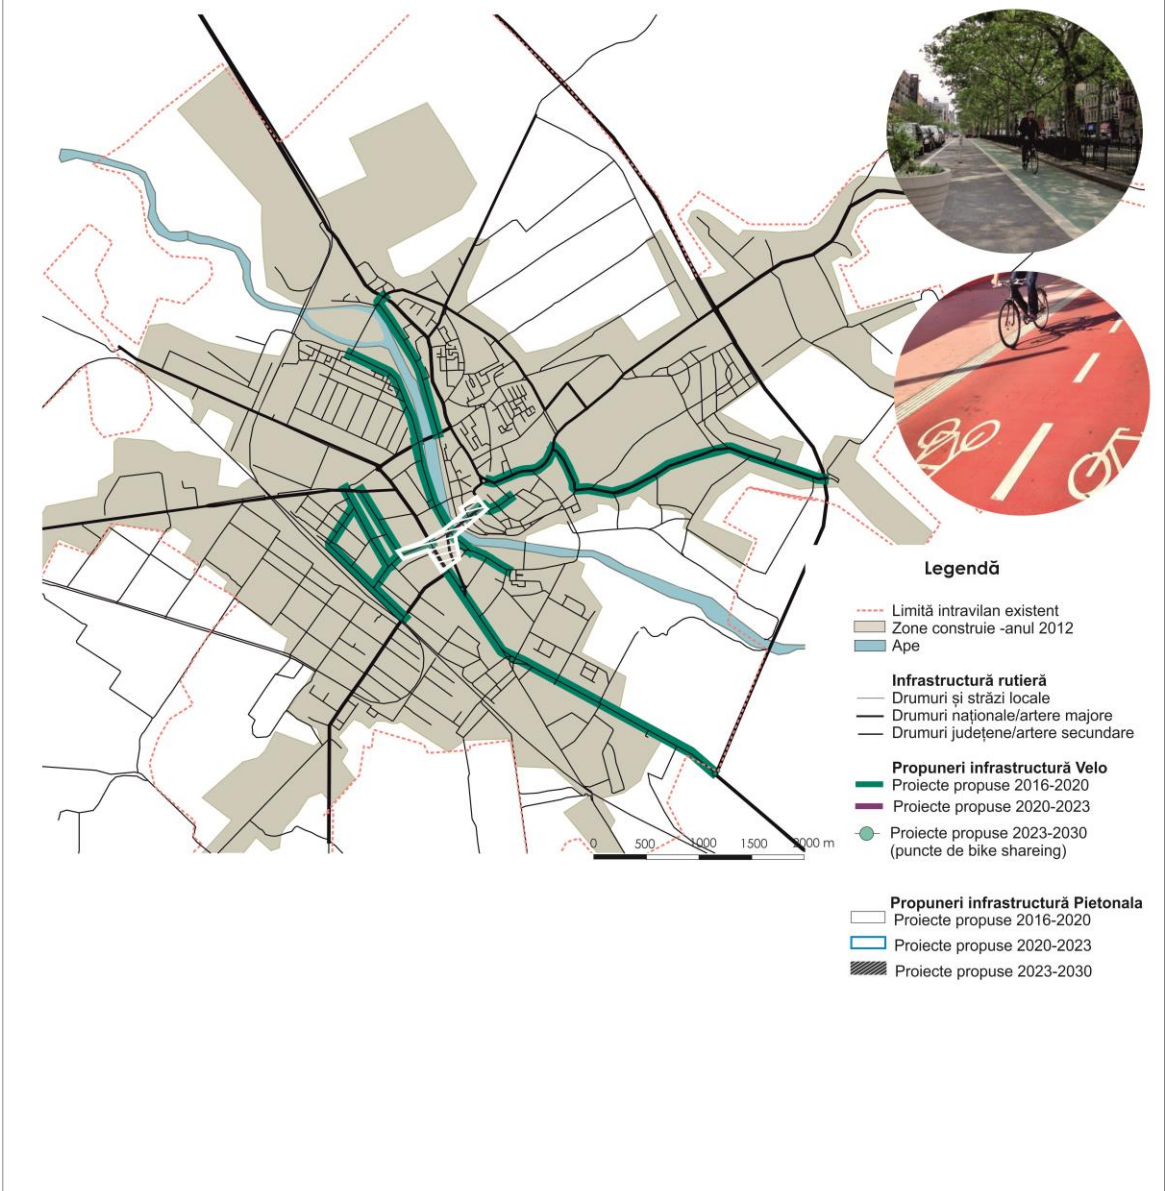 Legendă
Limită intravilan existent
Zone construie -anul 2012
Ape
Infrastructură rutieră
Drumuri și străzi locale
Drumuri naționale/artere majore
Drumuri județene/artere secundare
Propuneri infrastructură Velo
Proiecte propuse 2016-2020
Proiecte propuse 2020-2023
Proiecte propuse 2023-2030
(puncte de bike shareing)
0 500 1000 1500 2000 m
Propuneri infrastructură Pietonala
Proiecte propuse 2016-2020
Proiecte propuse 2020-2023
Proiecte propuse 2023-2030